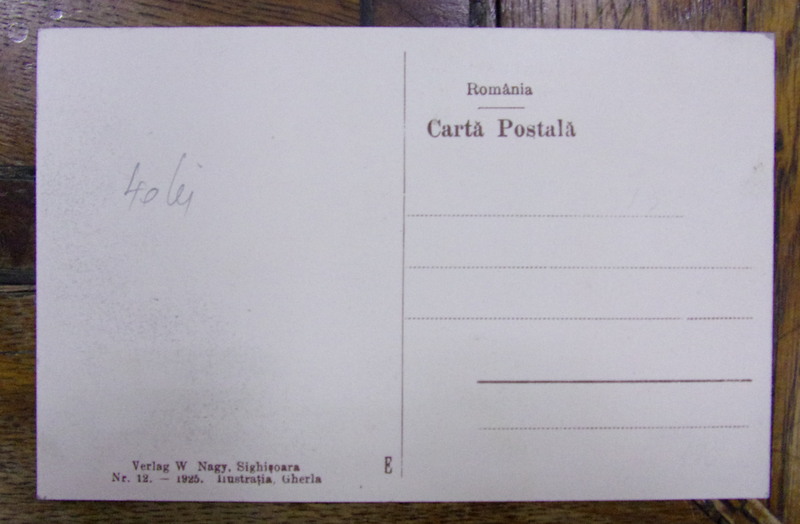 România
Cartă Postală
40 lei
Verlag W Nagy, Sighișoara
Nr. 12. — 1925. Ilustrația, Gherla
E